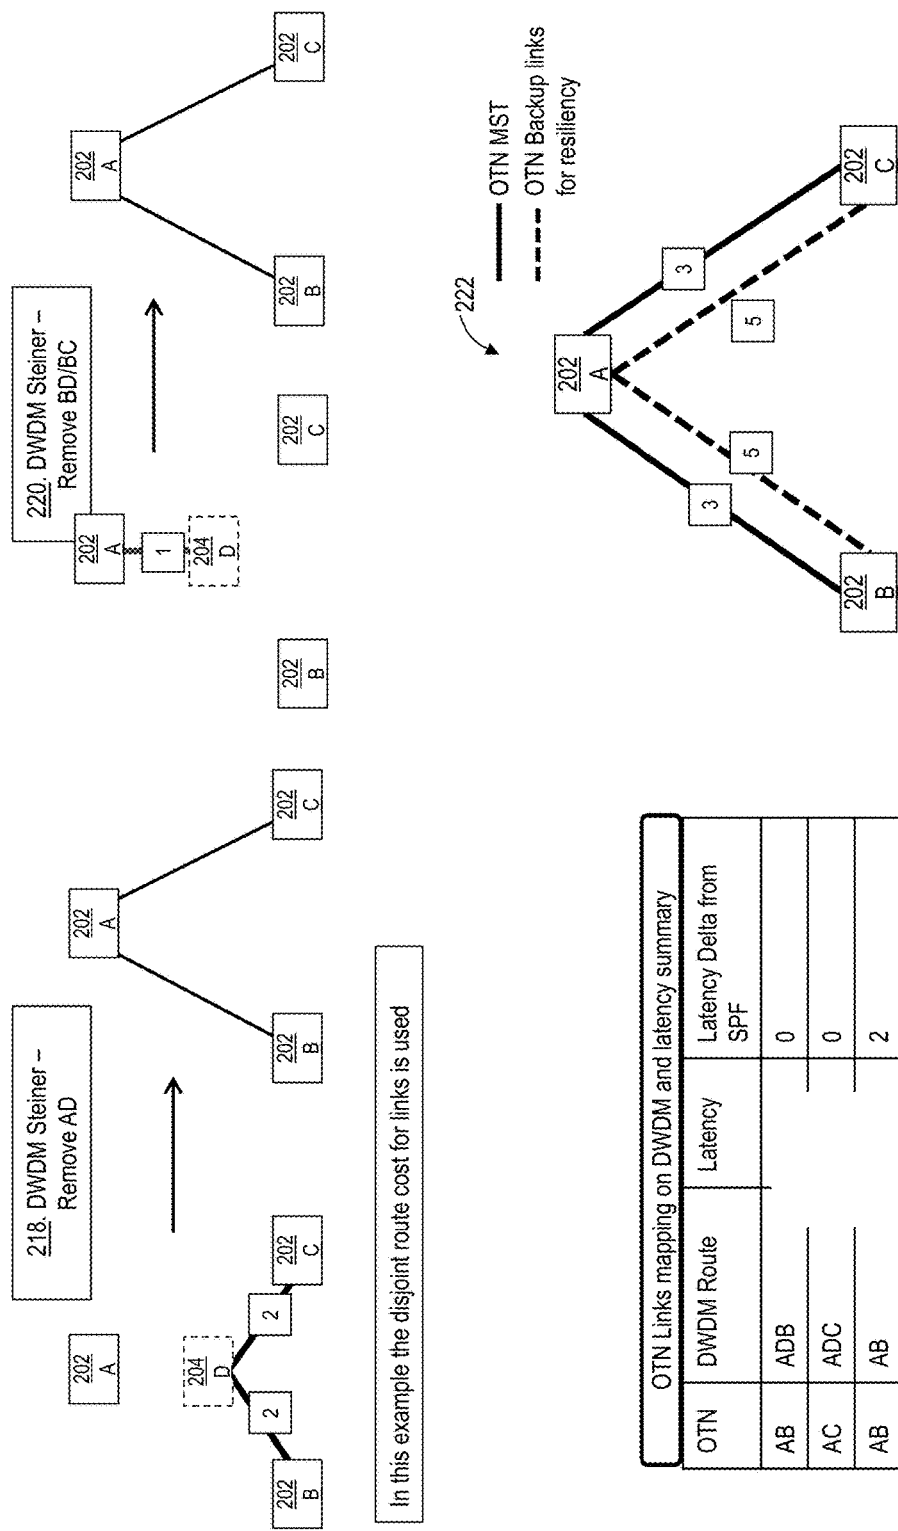 218. DWDM Steiner –
Remove AD
202
A
204
D
2
2
202
B
202
C
202
A
202
B
202
C
220. DWDM Steiner –
Remove BD/BC
202
A
1
204
D
202
B
202
C
202
A
202
B
202
C
In this example the disjoint route cost for links is used
222
OTN MST
OTN Backup links
for resiliency
202
A
3
3
5
5
202
B
202
C
OTN Links mapping on DWDM and latency summary
OTN DWDM Route Latency Latency Delta from
SPF
AB ADB 0
AC ADC 0
AB AB 2